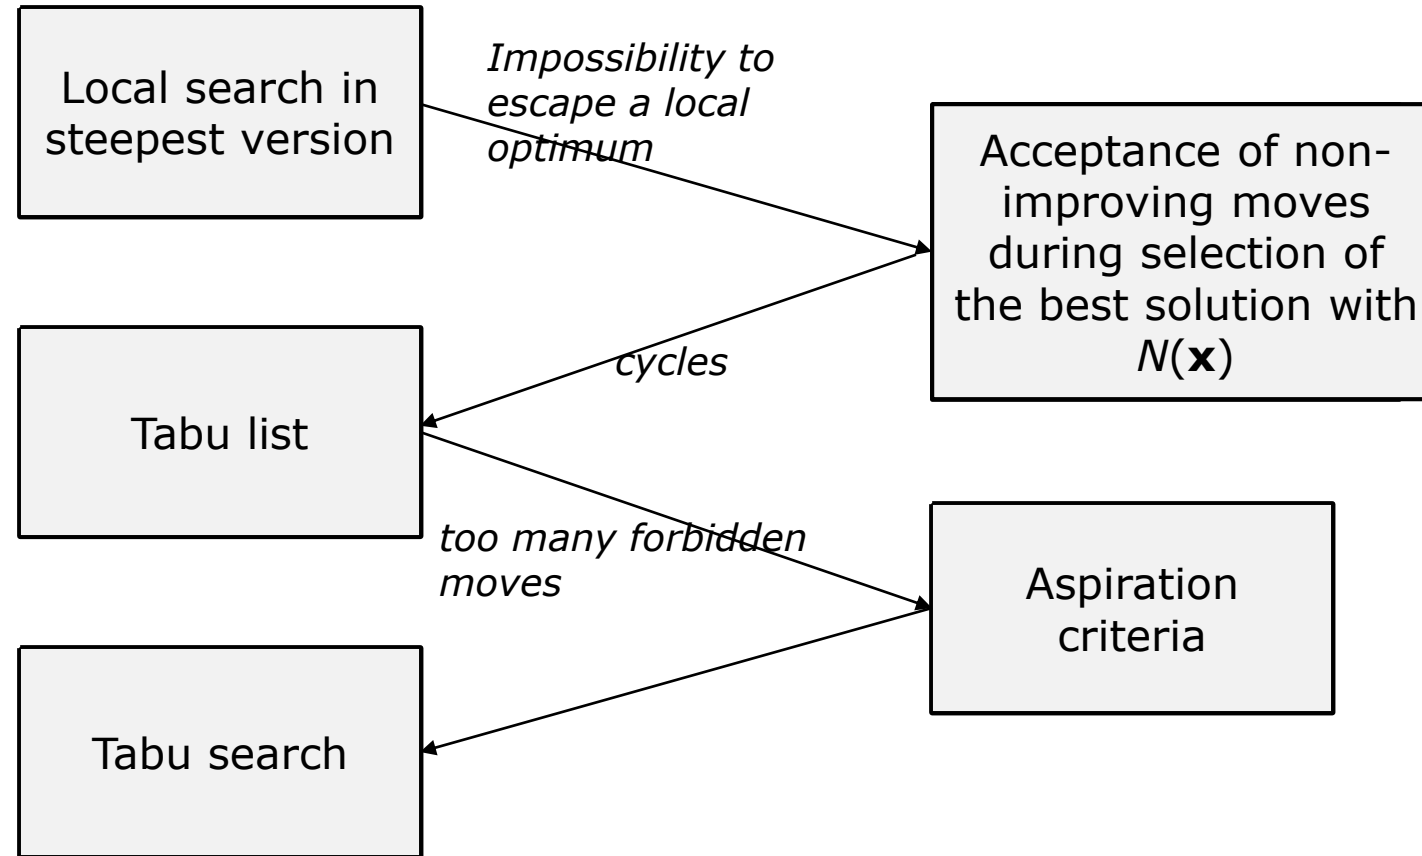 Local search in
steepest version
Impossibility to
escape a local
optimum
Acceptance of non-
improving moves
during selection of
the best solution with
N(x)
cycles
Tabu list
too many forbidden
moves
Aspiration
criteria
Tabu search